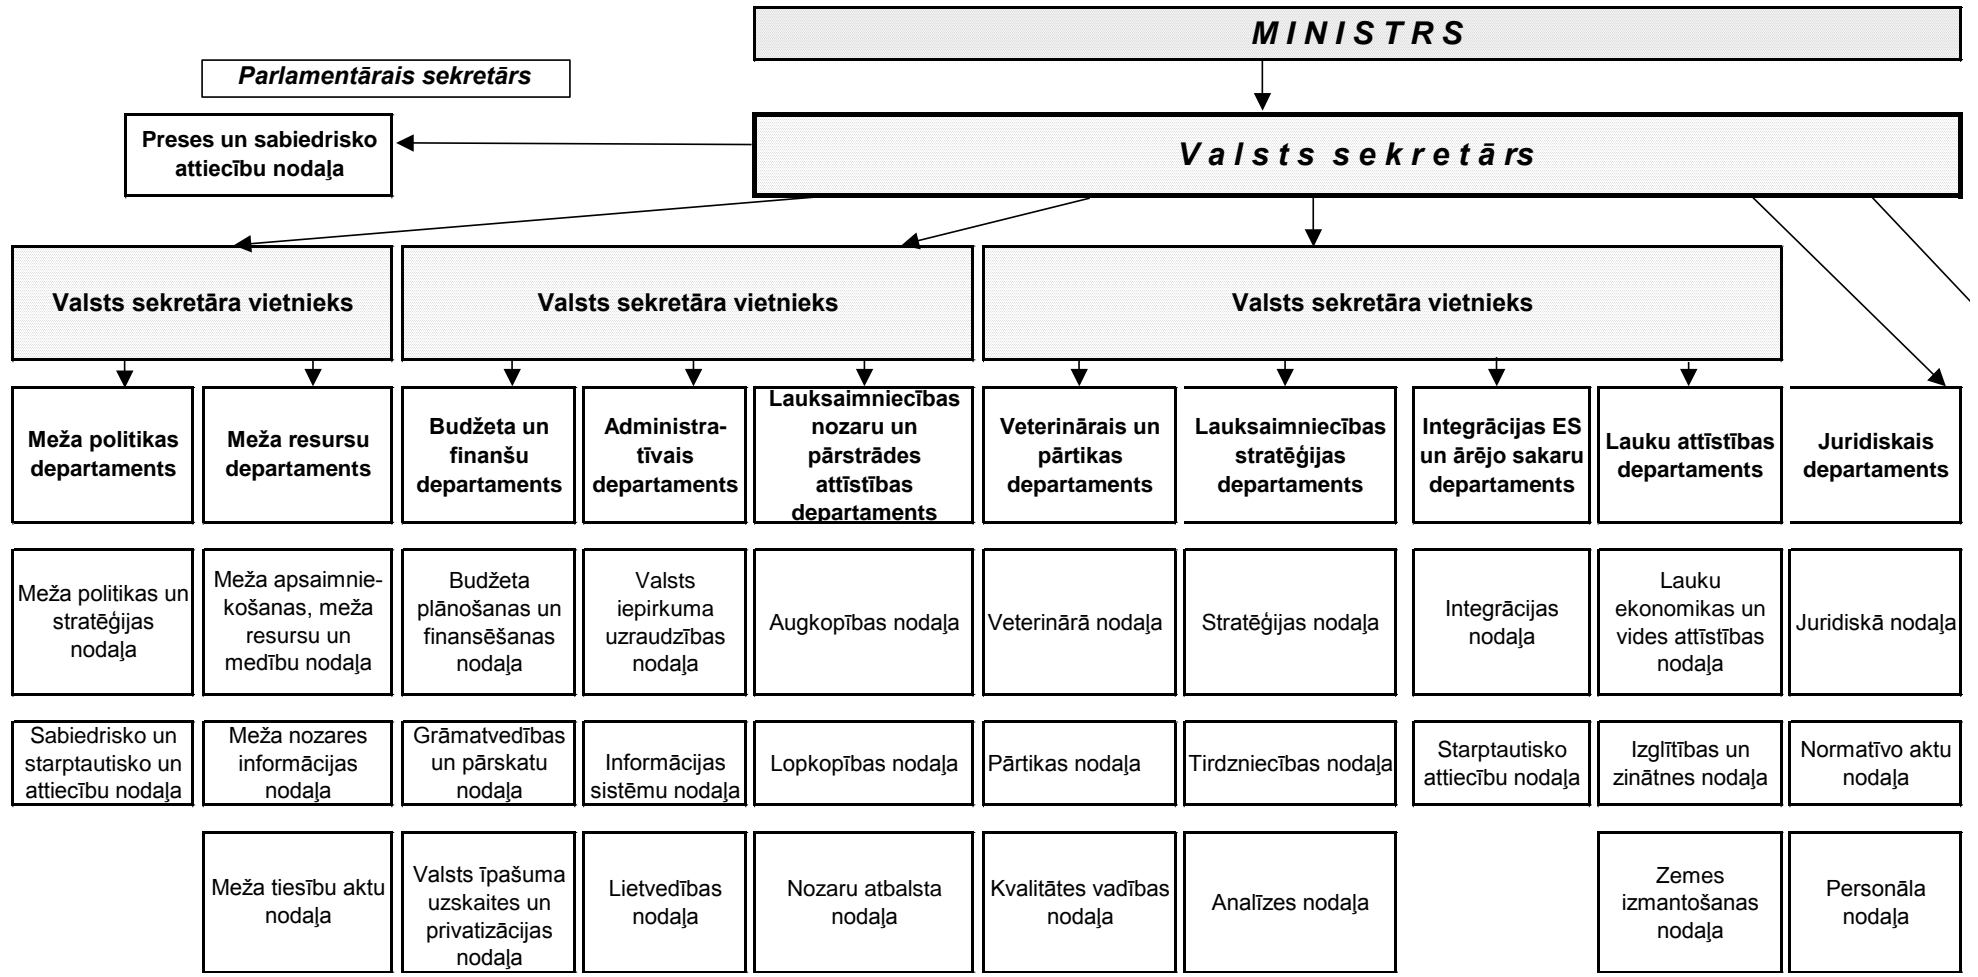 M I N I S T R S
Parlamentārais sekretārs
Preses un sabiedrisko
attiecību nodaļa
V a l s t s  s e k r e t ā rs
Valsts sekretāra vietnieks
Valsts sekretāra vietnieks
Valsts sekretāra vietnieks
Meža politikas
departaments
Meža resursu
departaments
Budžeta un
finanšu
departaments
Administra-
tīvais
departaments
Lauksaimniecības
nozaru un
pārstrādes
attīstības
departaments
Veterinārais un
pārtikas
departaments
Lauksaimniecības
stratēģijas
departaments
Integrācijas ES
un ārējo sakaru
departaments
Lauku attīstības
departaments
Juridiskais
departaments
Meža politikas un
stratēģijas
nodaļa
Meža apsaimnie-
košanas, meža
resursu un
medību nodaļa
Budžeta
plānošanas un
finansēšanas
nodaļa
Valsts
iepirkuma
uzraudzības
nodaļa
Augkopības nodaļa
Veterinārā nodaļa
Stratēģijas nodaļa
Integrācijas
nodaļa
Lauku
ekonomikas un
vides attīstības
nodaļa
Juridiskā nodaļa
Sabiedrisko un
starptautisko un
attiecību nodaļa
Meža nozares
informācijas
nodaļa
Grāmatvedības
un pārskatu
nodaļa
Informācijas
sistēmu nodaļa
Lopkopības nodaļa
Pārtikas nodaļa
Tirdzniecības nodaļa
Starptautisko
attiecību nodaļa
Izglītības un
zinātnes nodaļa
Normatīvo aktu
nodaļa
Meža tiesību aktu
nodaļa
Valsts īpašuma
uzskaites un
privatizācijas
nodaļa
Lietvedības
nodaļa
Nozaru atbalsta
nodaļa
Kvalitātes vadības
nodaļa
Analīzes nodaļa
Zemes
izmantošanas
nodaļa
Personāla
nodaļa